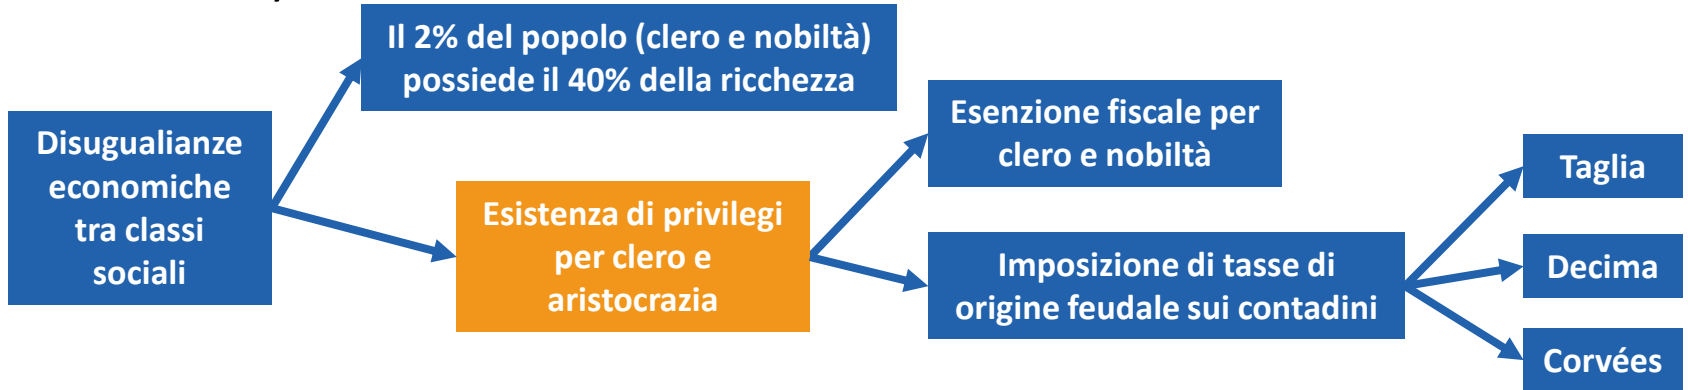 Disugualianze
economiche
tra classi
sociali
Il 2% del popolo (clero e nobiltà)
possiede il 40% della ricchezza
Esistenza di privilegi
per clero e
aristocrazia
Esenzione fiscale per
clero e nobiltà
Imposizione di tasse di
origine feudale sui contadini
Taglia
Decima
Corvées